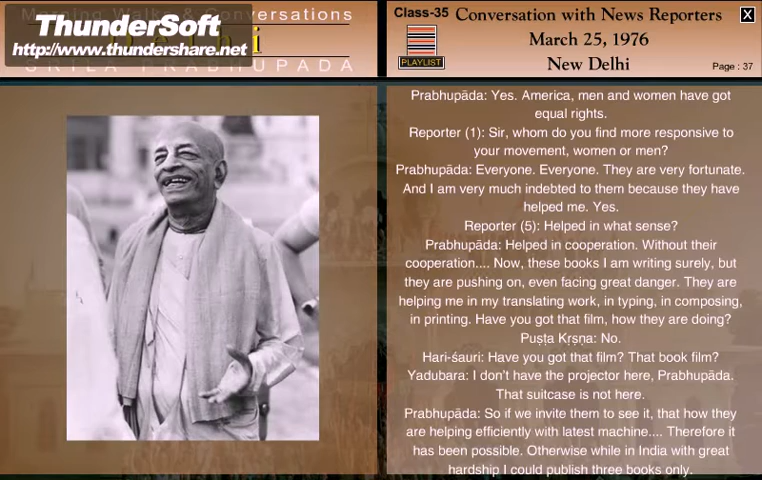 Morning Walks & Conversations
ThunderSoft
http://www.thundershare.net
SRILA PRABHUPADA
Class-35
PLAYLIST
Conversation with News Reporters
March 25, 1976
New Delhi
X
Page : 37
Prabhupāda: Yes. America, men and women have got
equal rights.
Reporter (1): Sir, whom do you find more responsive to
your movement, women or men?
Prabhupāda: Everyone. Everyone. They are very fortunate.
And I am very much indebted to them because they have
helped me. Yes.
Reporter (5): Helped in what sense?
Prabhupāda: Helped in cooperation. Without their
cooperation.... Now, these books I am writing surely, but
they are pushing on, even facing great danger. They are
helping me in my translating work, in typing, in composing,
in printing. Have you got that film, how they are doing?
Puṣṭa Kṛṣṇa: No.
Hari-śauri: Have you got that film? That book film?
Yadubara: I don't have the projector here, Prabhupāda.
That suitcase is not here.
Prabhupāda: So if we invite them to see it, that how they
are helping efficiently with latest machine.... Therefore it
has been possible. Otherwise while in India with great
hardship I could publish three books only.